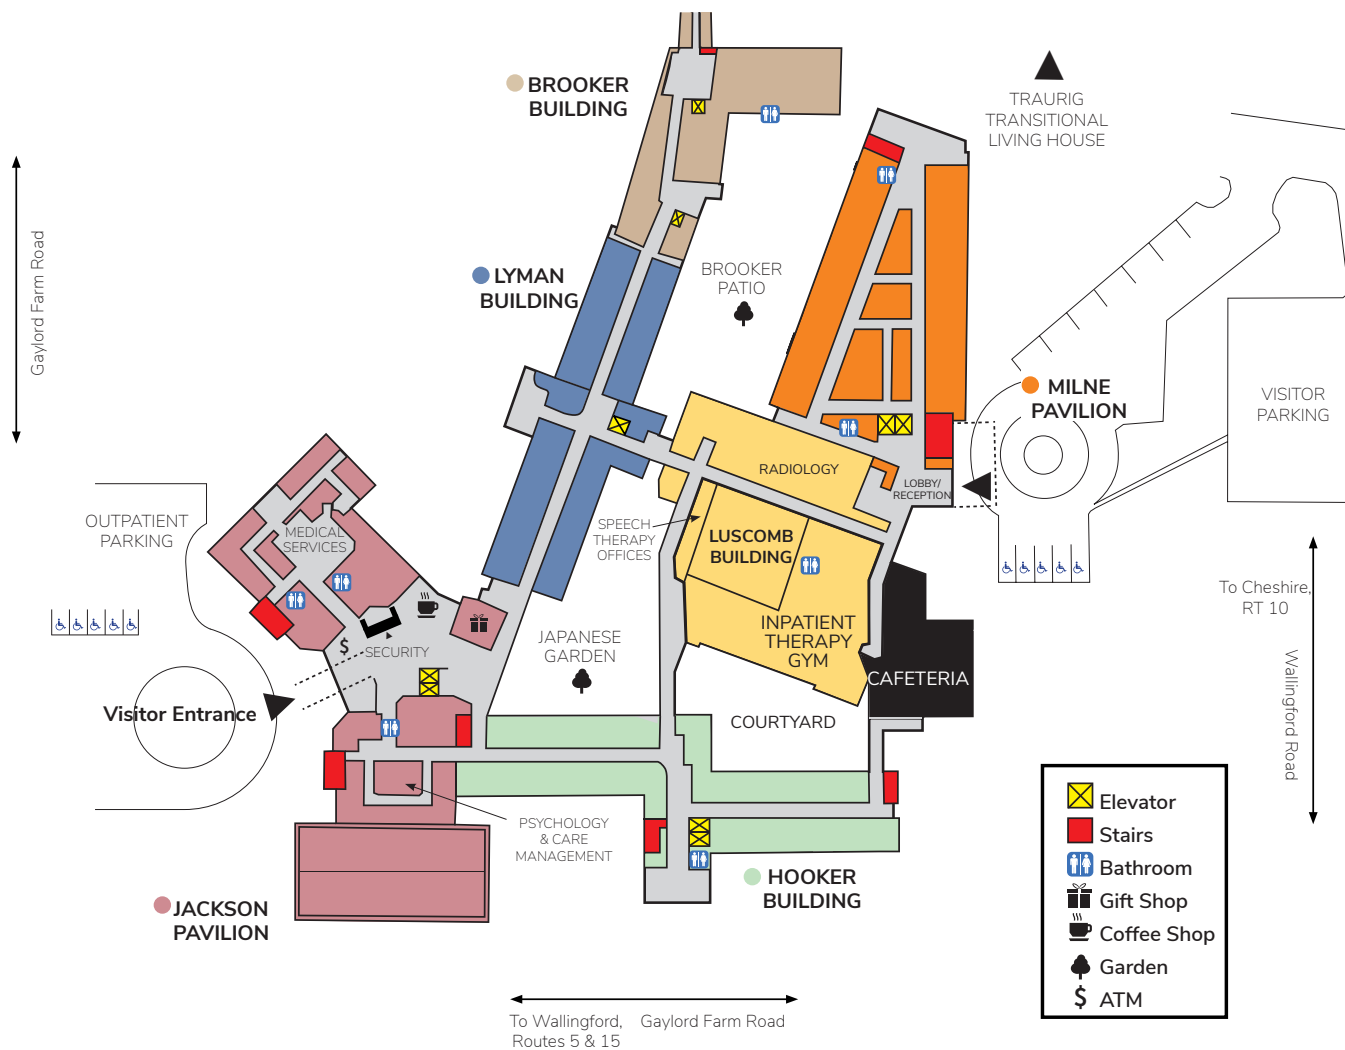 BROOKER
BUILDING
TRAURIG
TRANSITIONAL
LIVING HOUSE
Gaylord Farm Road
LYMAN
BUILDING
BROOKER
PATIO
MILNE
PAVILION
VISITOR
PARKING
RADIOLOGY
LOBBY/
RECEPTION
OUTPATIENT
PARKING
MEDICAL
SERVICES
SPEECH
THERAPY
OFFICES
LUSCOMB
BUILDING
To Cheshire,
RT 10
Wallingford Road
INPATIENT
THERAPY
GYM
JAPANESE
GARDEN
$
SECURITY
CAFETERIA
Visitor Entrance
COURTYARD
PSYCHOLOGY
& CARE
MANAGEMENT
HOOKER
BUILDING
JACKSON
PAVILION
Elevator
Stairs
Bathroom
Gift Shop
Coffee Shop
Garden
$ ATM
To Wallingford,
Routes 5 & 15
Gaylord Farm Road